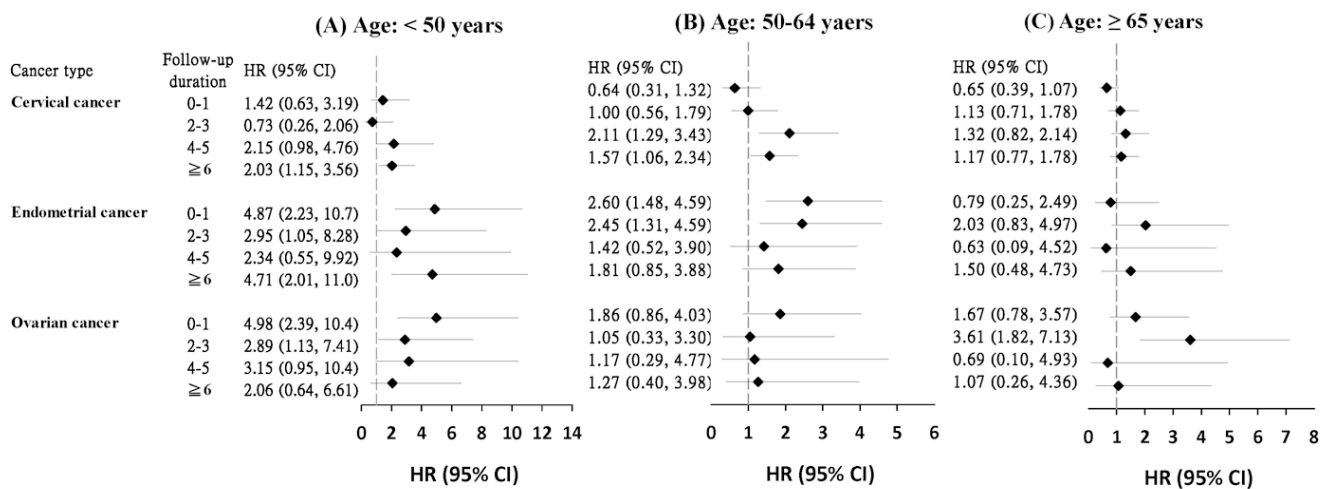 (A) Age: < 50 years (B) Age: 50-64 yaers (C) Age: ≥ 65 years
Cancer type Follow-up duration HR (95% CI) HR (95% CI) HR (95% CI)
Cervical cancer 0-1 1.42 (0.63, 3.19) 0.64 (0.31, 1.32) 0.65 (0.39, 1.07)
2-3 0.73 (0.26, 2.06) 1.00 (0.56, 1.79) 1.13 (0.71, 1.78)
4-5 2.15 (0.98, 4.76) 2.11 (1.29, 3.43) 1.32 (0.82, 2.14)
≧6 2.03 (1.15, 3.56) 1.57 (1.06, 2.34) 1.17 (0.77, 1.78)
Endometrial cancer 0-1 4.87 (2.23, 10.7) 2.60 (1.48, 4.59) 0.79 (0.25, 2.49)
2-3 2.95 (1.05, 8.28) 2.45 (1.31, 4.59) 2.03 (0.83, 4.97)
4-5 2.34 (0.55, 9.92) 1.42 (0.52, 3.90) 0.63 (0.09, 4.52)
≧6 4.71 (2.01, 11.0) 1.81 (0.85, 3.88) 1.50 (0.48, 4.73)
Ovarian cancer 0-1 4.98 (2.39, 10.4) 1.86 (0.86, 4.03) 1.67 (0.78, 3.57)
2-3 2.89 (1.13, 7.41) 1.05 (0.33, 3.30) 3.61 (1.82, 7.13)
4-5 3.15 (0.95, 10.4) 1.17 (0.29, 4.77) 0.69 (0.10, 4.93)
≧6 2.06 (0.64, 6.61) 1.27 (0.40, 3.98) 1.07 (0.26, 4.36)
0 2 4 6 8 10 12 14 0 1 2 3 4 5 6 0 1 2 3 4 5 6 7 8
HR (95% CI) HR (95% CI) HR (95% CI)